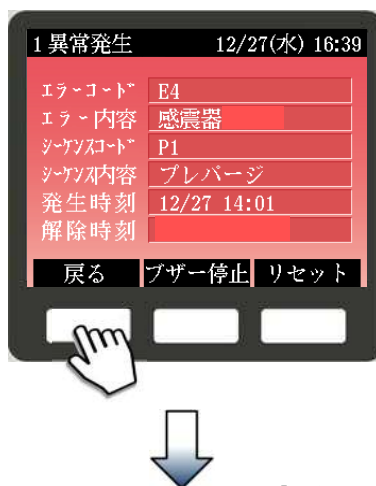 1 異常発生 12/27(水) 16:39
ｴﾗｰｺｰﾄﾞ E4
エラー内容 感震器
ｼｰｹﾝｽｺｰﾄﾞ P1
ｼｰｹﾝｽ内容 プレパージ
発生時刻 12/27 14:01
解除時刻
戻る ブザー停止 リセット